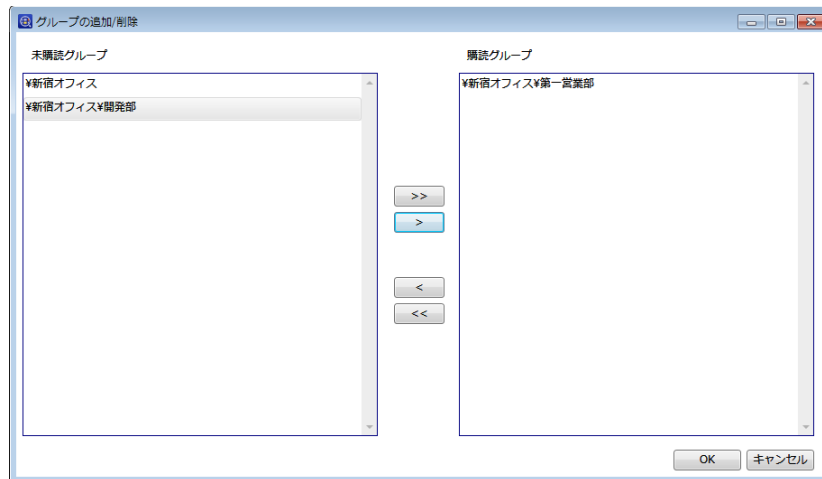 グループの追加/削除
未購読グループ
購読グループ
¥新宿オフィス
¥新宿オフィス¥開発部
¥新宿オフィス¥第一営業部
>>
>
<
<<
OK
キャンセル